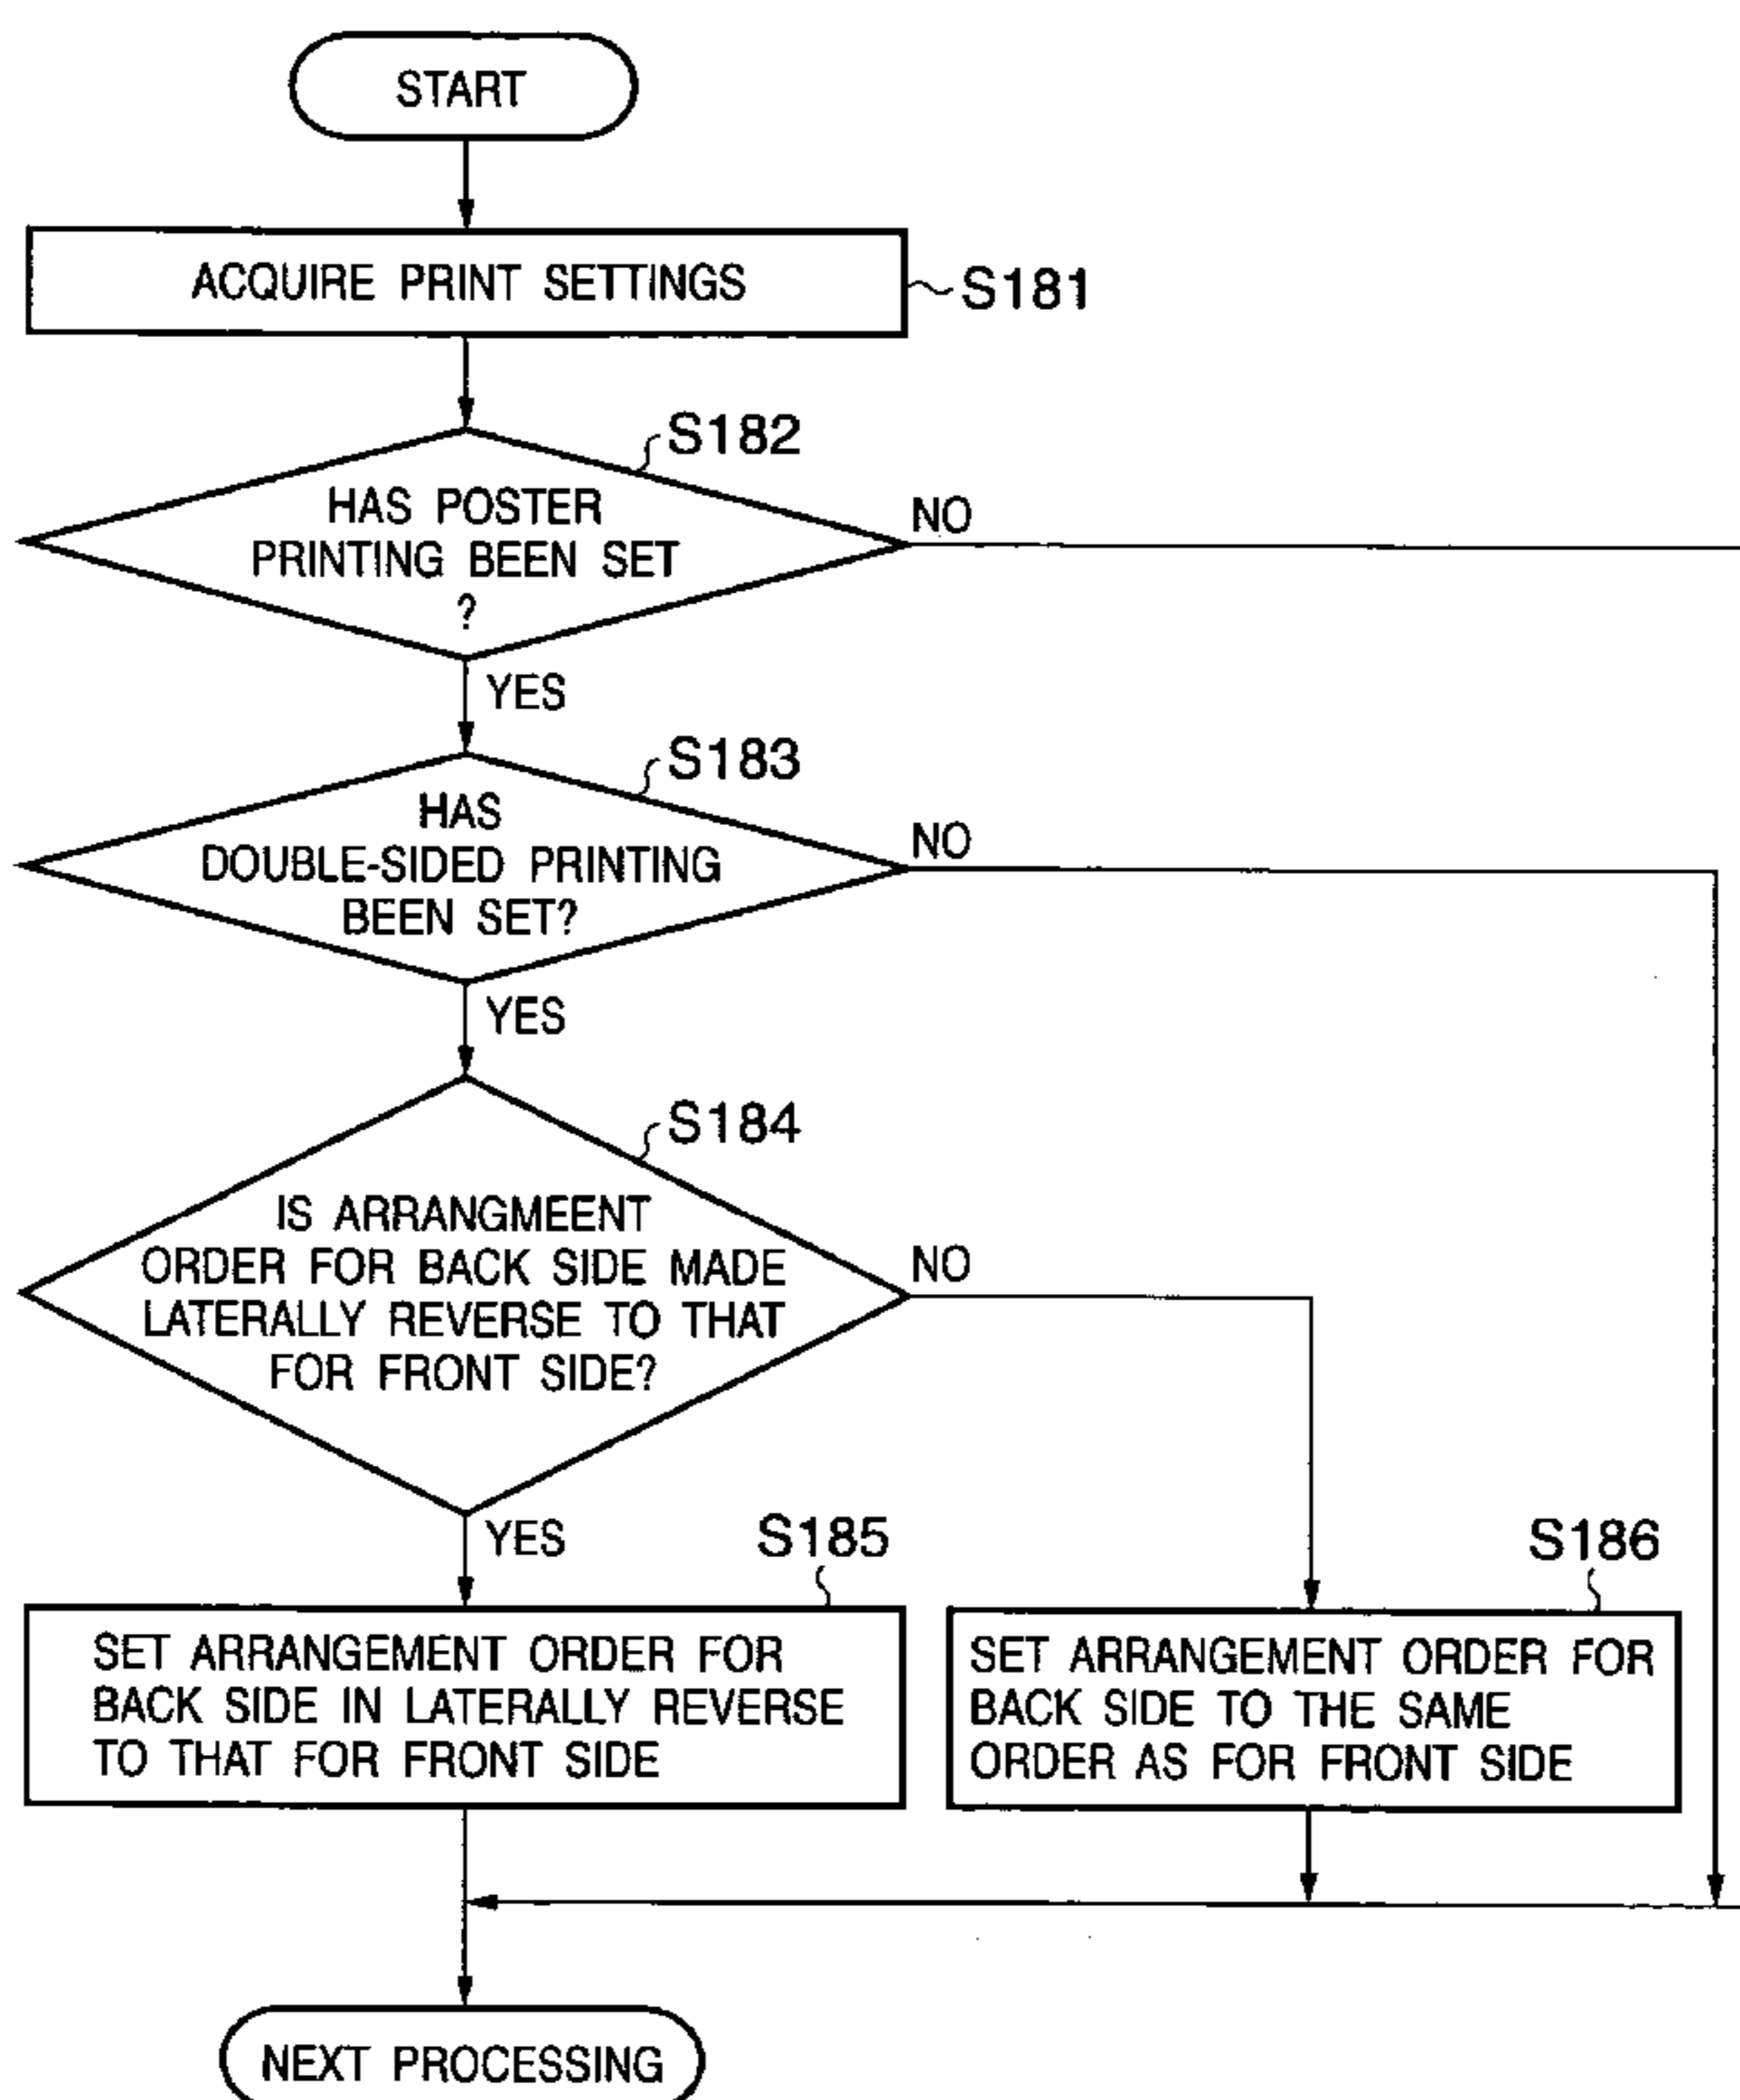 START
ACQUIRE PRINT SETTINGS
S181
S182
HAS POSTER
PRINTING BEEN SET
?
NO
YES
S183
HAS
DOUBLE-SIDED PRINTING
BEEN SET?
NO
YES
S184
IS ARRANGMEENT
ORDER FOR BACK SIDE MADE
LATERALLY REVERSE TO THAT
FOR FRONT SIDE?
NO
YES
S185
SET ARRANGEMENT ORDER FOR
BACK SIDE IN LATERALLY REVERSE
TO THAT FOR FRONT SIDE
S186
SET ARRANGEMENT ORDER FOR
BACK SIDE TO THE SAME
ORDER AS FOR FRONT SIDE
NEXT PROCESSING